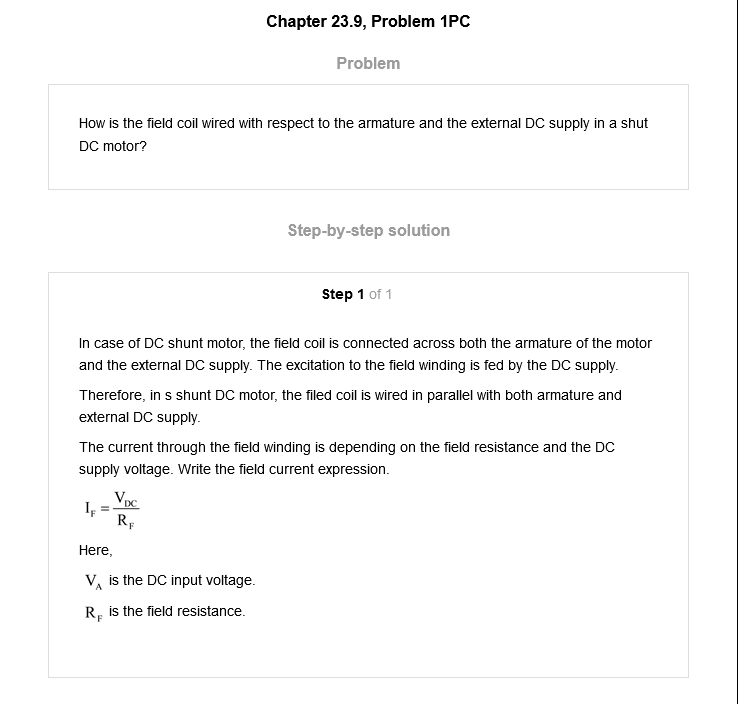 Chapter 23.9, Problem 1PC
Problem
How is the field coil wired with respect to the armature and the external DC supply in a shut
DC motor?
Step-by-step solution
Step 1 of 1
In case of DC shunt motor, the field coil is connected across both the armature of the motor
and the external DC supply. The excitation to the field winding is fed by the DC supply.
Therefore, in s shunt DC motor, the filed coil is wired in parallel with both armature and
external DC supply.
The current through the field winding is depending on the field resistance and the DC
supply voltage. Write the field current expression.
I_F = V_DC / R_F
Here,
V_A is the DC input voltage.
R_F is the field resistance.